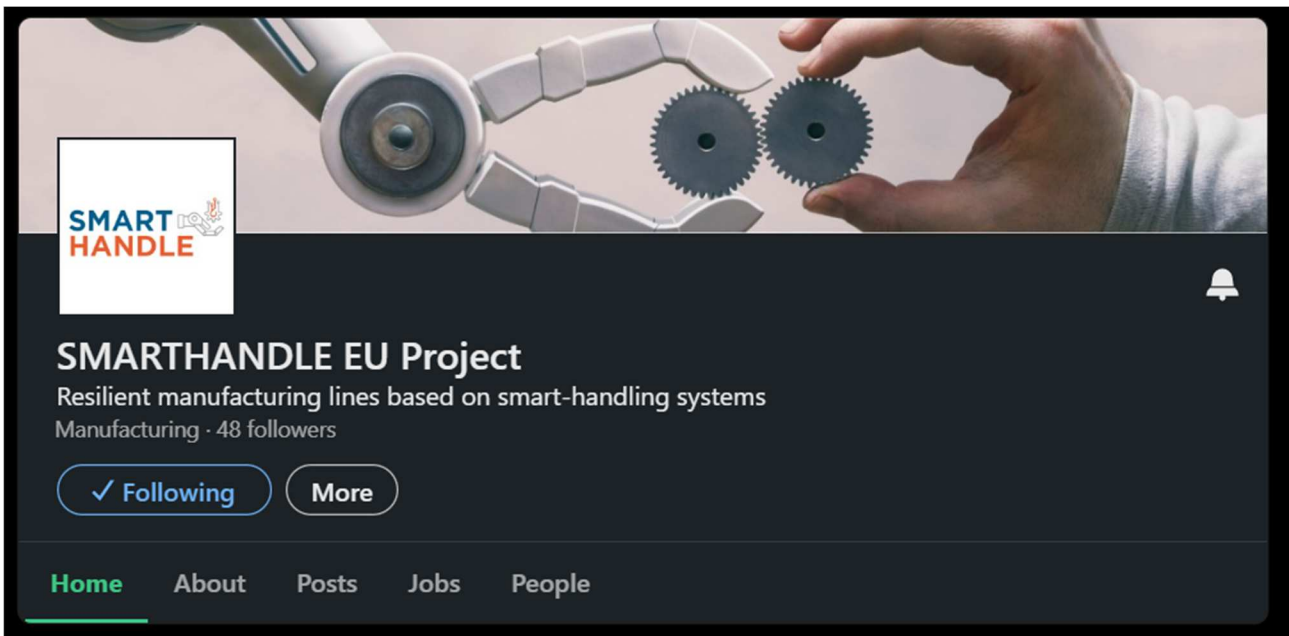 SMART
HANDLE
SMARTHANDLE EU Project
Resilient manufacturing lines based on smart-handling systems
Manufacturing · 48 followers
✓ Following More
Home About Posts Jobs People